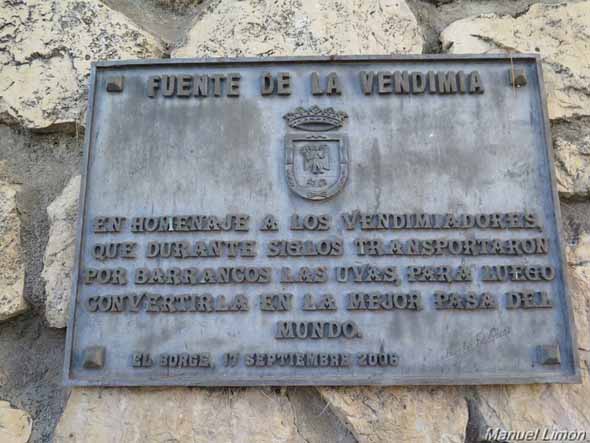 FUENTE DE LA VENDIMIA
EN HOMENAJE A LOS VENDIMIADORES,
QUE DURANTE SIGLOS TRANSPORTARON
POR BARRANCOS LAS UVAS, PARA LUEGO
CONVERTIRLA EN LA MEJOR PASA DEL
MUNDO.
EL BORGE, 17 SEPTIEMBRE 2006
Manuel Limón